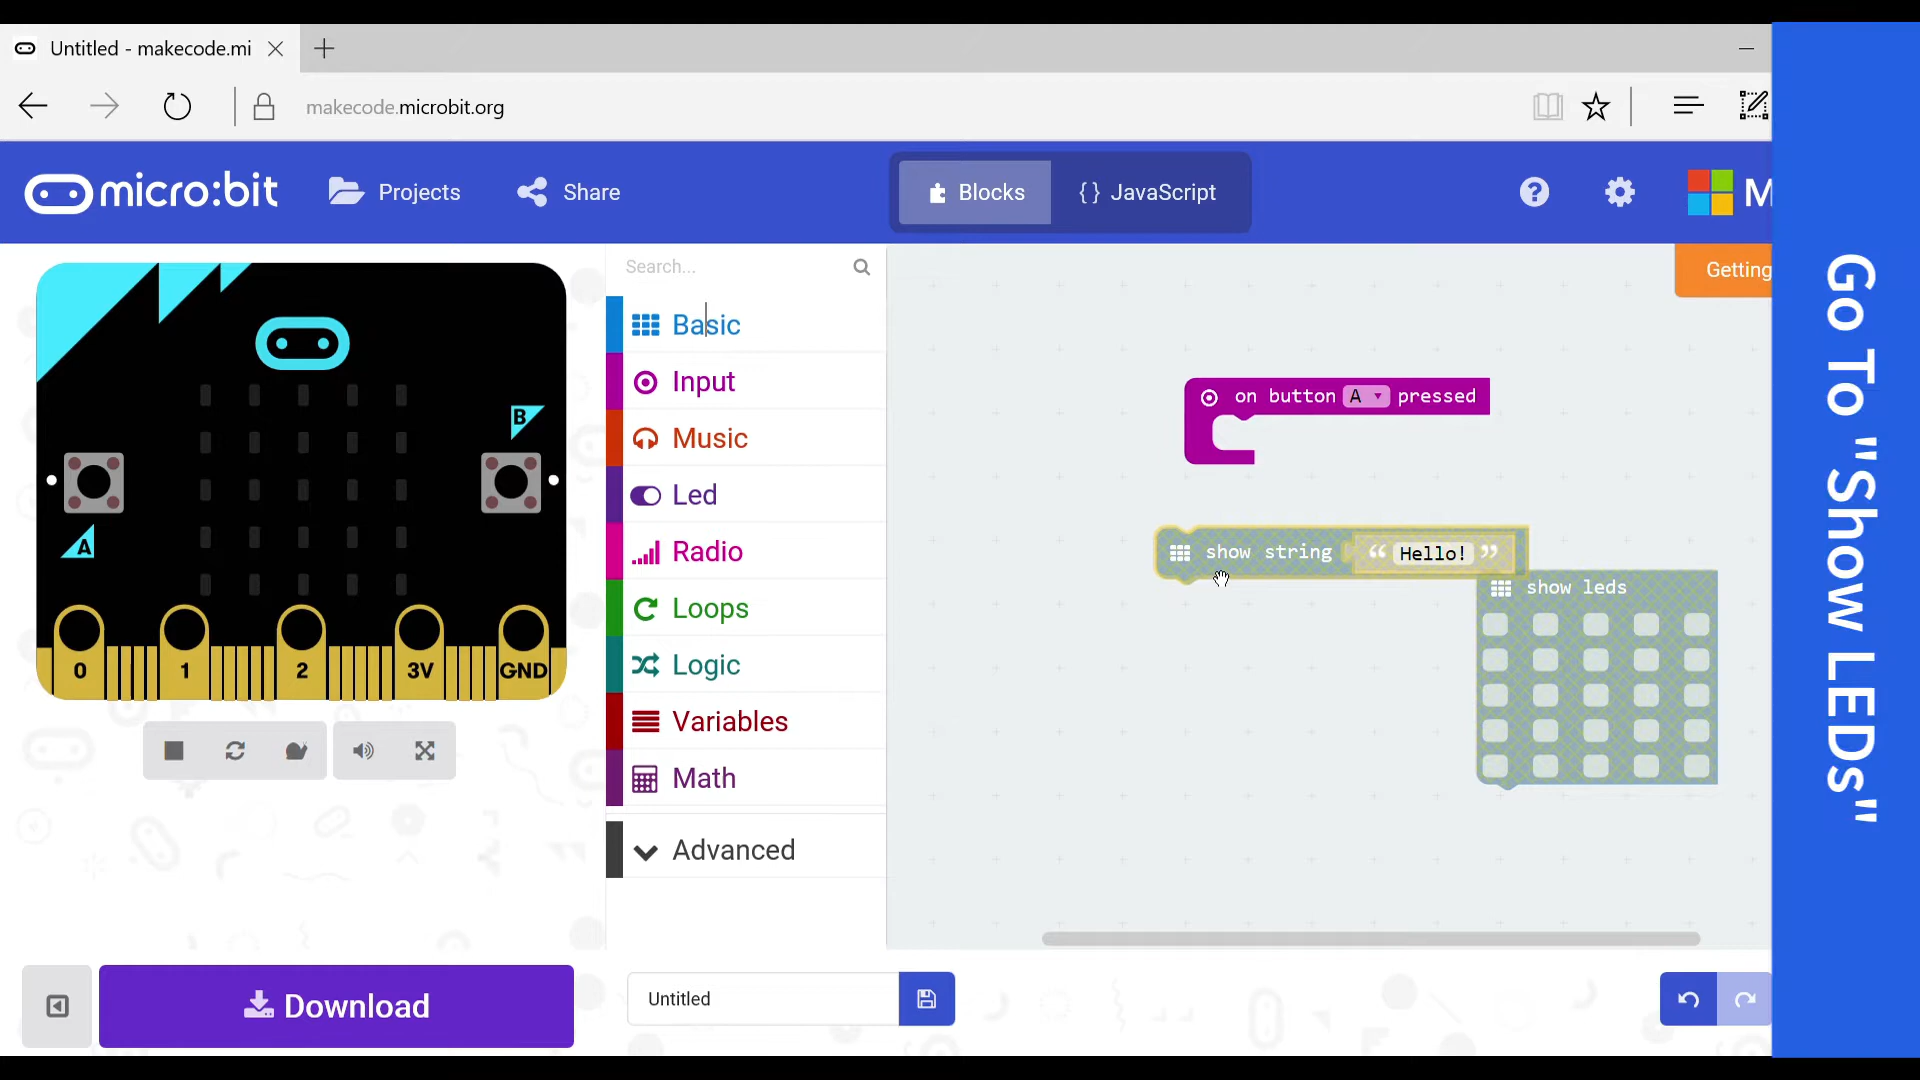 Untitled - makecode.mi
makecode.microbit.org
micro:bit
Projects
Share
Blocks
{} JavaScript
M
Getting
Search...
Basic
Input
Music
Led
Radio
Loops
Logic
Variables
Math
Advanced
B
A
0
1
2
3V
GND
on button A pressed
show string “ Hello! ”
show leds
Download
Untitled
Go To "Show LEDs"